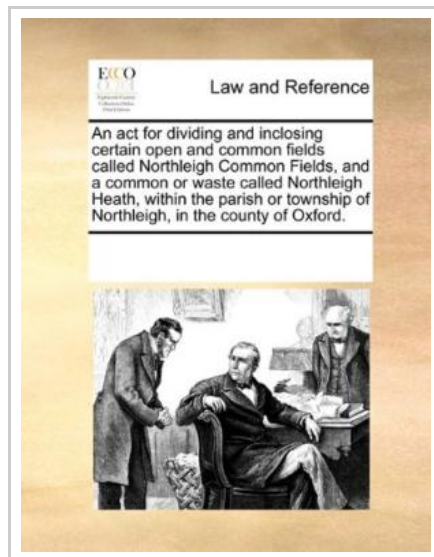 ECCO
Law and Reference
An act for dividing and inclosing
certain open and common fields
called Northleigh Common Fields, and
a common or waste called Northleigh
Heath, within the parish or township of
Northleigh, in the county of Oxford.